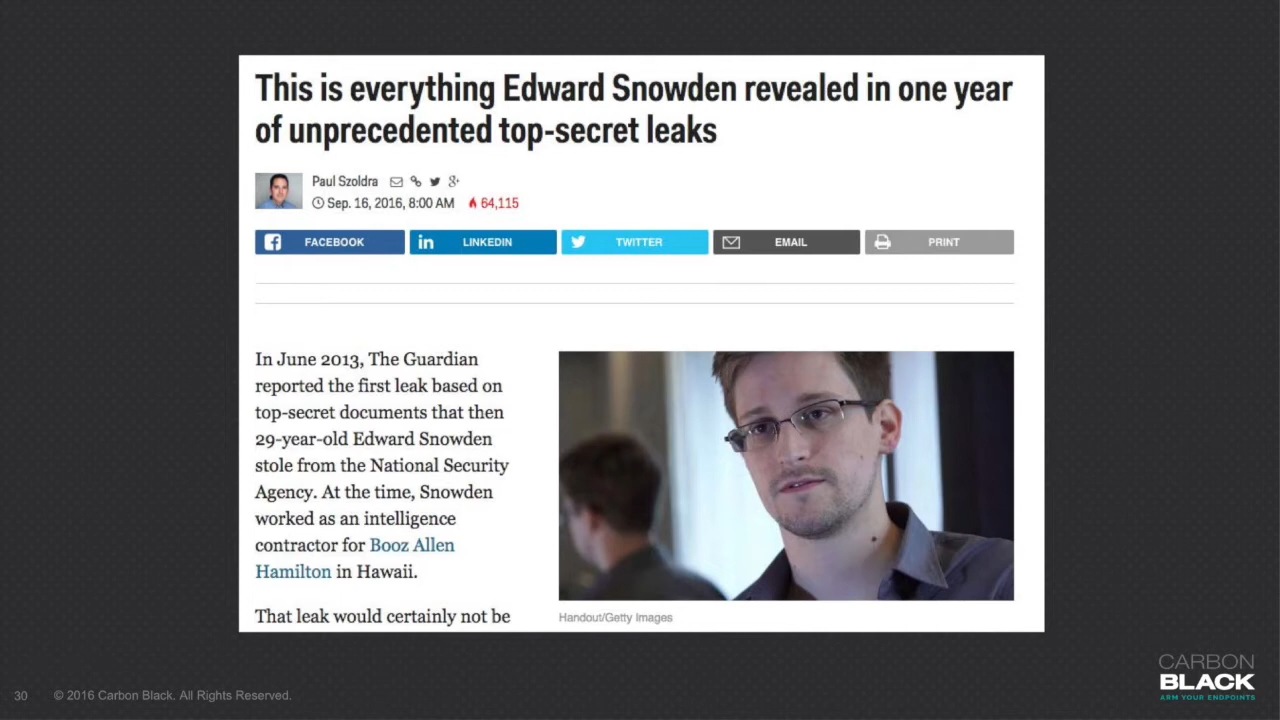 This is everything Edward Snowden revealed in one year
of unprecedented top-secret leaks
Paul Szoldra
Sep. 16, 2016, 8:00 AM 64,115
FACEBOOK LINKEDIN TWITTER EMAIL PRINT
In June 2013, The Guardian
reported the first leak based on
top-secret documents that then
29-year-old Edward Snowden
stole from the National Security
Agency. At the time, Snowden
worked as an intelligence
contractor for Booz Allen
Hamilton in Hawaii.
That leak would certainly not be
Handout/Getty Images
CARBON
BLACK
ARM YOUR ENDPOINTS
30 © 2016 Carbon Black. All Rights Reserved.